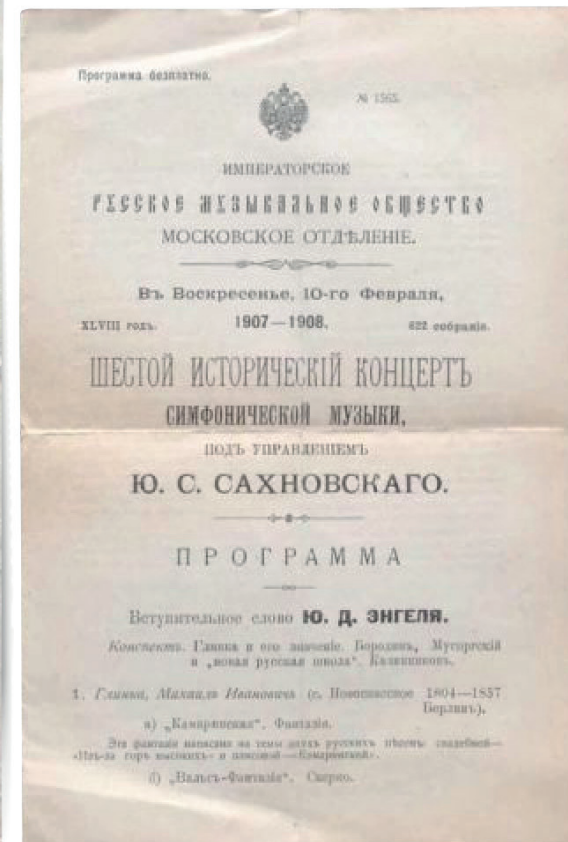 Программа безплатно.
№ 1565.
ИМПЕРАТОРСКОЕ
РУССКОЕ МУЗЫКАЛЬНОЕ ОБЩЕСТВО
МОСКОВСКОЕ ОТДѢЛЕНІЕ.
Въ Воскресенье, 10-го Февраля,
XLVIII годъ. 1907—1908. 622 собраніе.
ШЕСТОЙ ИСТОРИЧЕСКІЙ КОНЦЕРТЪ
СИМФОНИЧЕСКОЙ МУЗЫКИ,
ПОДЪ УПРАВЛЕНІЕМЪ
Ю. С. САХНОВСКАГО.
ПРОГРАММА
Вступительное слово Ю. Д. ЭНГЕЛЯ.
Конспектъ. Глинка и его значеніе. Бородинъ, Мусоргскій
и „новая русская школа“. Калинниковъ.
1. Глинка, Михаилъ Ивановичъ (с. Новоспасское 1804—1857
Берлинъ).
а) „Камаринская“. Фантазія.
Эта фантазія написана на темы двухъ русскихъ пѣсенъ: свадебной—
«Изъ-за горъ высокихъ» и плясовой—«Камаринской».
б) „Вальсъ-Фантазія“. Скерцо.